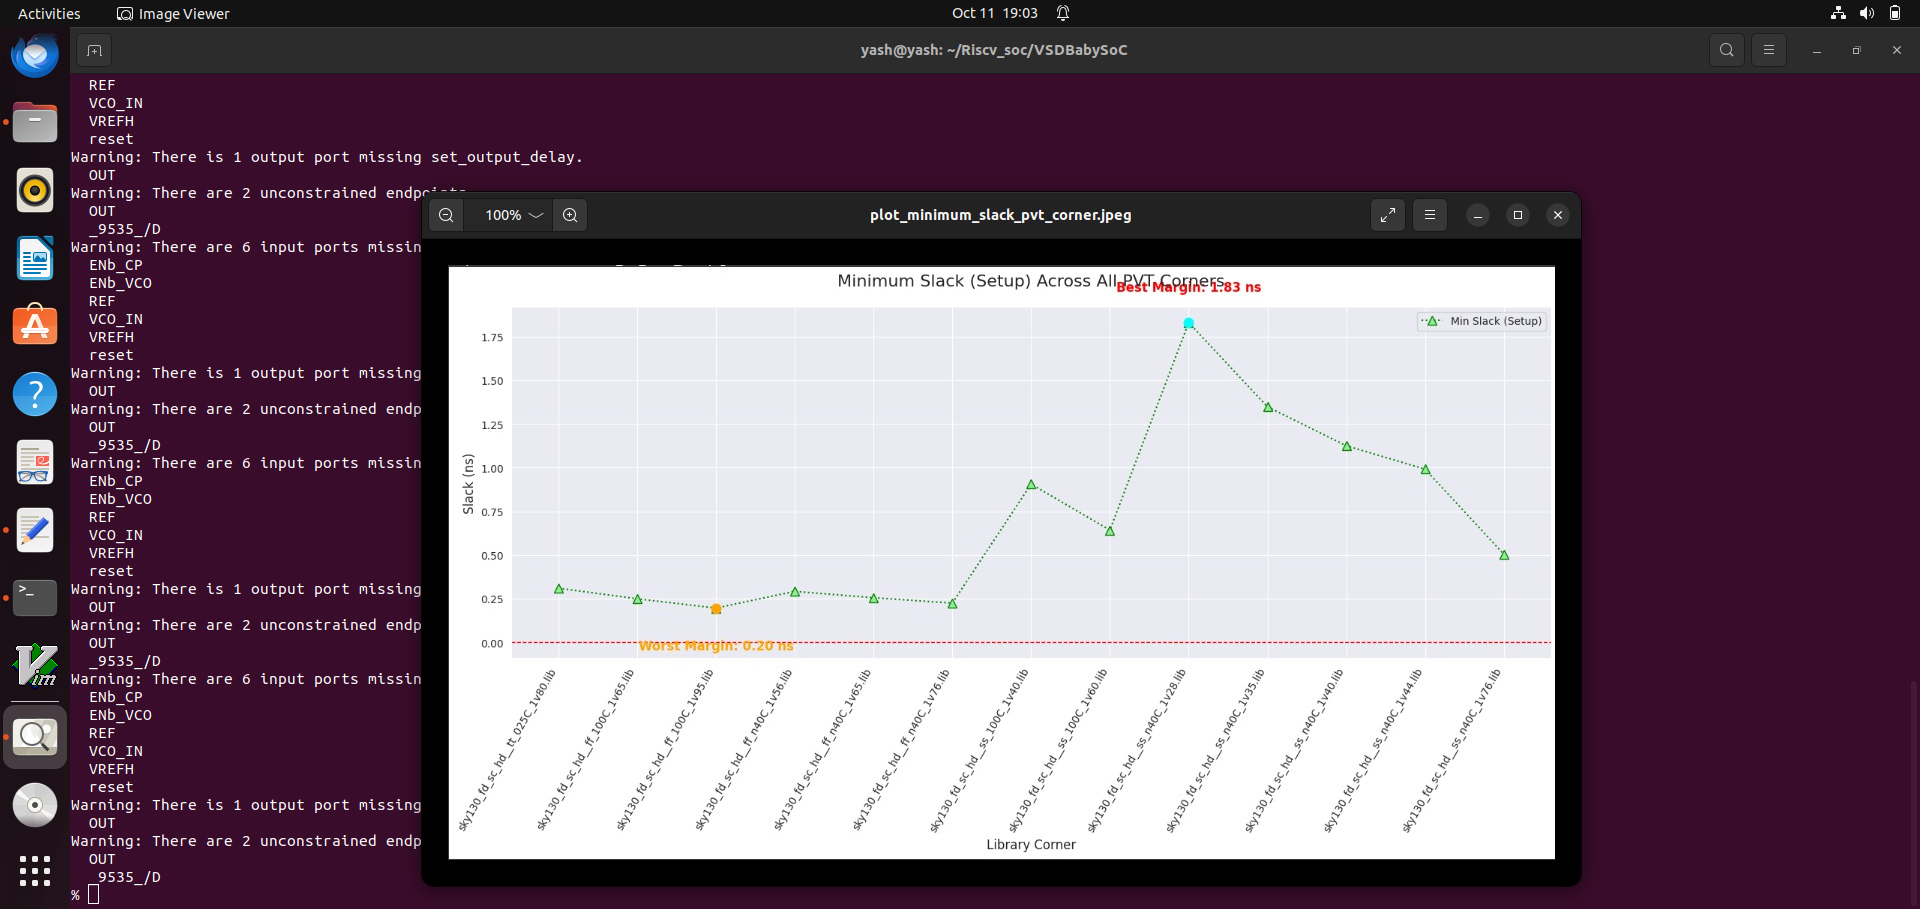 Activities
Image Viewer
Oct 11 19:03
yash@yash: ~/Riscv_soc/VSDBabySoC
REF
VCO_IN
VREFH
reset
Warning: There is 1 output port missing set_output_delay.
OUT
Warning: There are 2 unconstrained endpoints.
OUT
_9535_/D
Warning: There are 6 input ports missin
ENb_CP
ENb_VCO
REF
VCO_IN
VREFH
reset
Warning: There is 1 output port missing
OUT
Warning: There are 2 unconstrained endp
OUT
_9535_/D
Warning: There are 6 input ports missin
ENb_CP
ENb_VCO
REF
VCO_IN
VREFH
reset
Warning: There is 1 output port missing
OUT
Warning: There are 2 unconstrained endp
OUT
_9535_/D
Warning: There are 6 input ports missin
ENb_CP
ENb_VCO
REF
VCO_IN
VREFH
reset
Warning: There is 1 output port missing
OUT
Warning: There are 2 unconstrained endp
OUT
_9535_/D
%
100%
plot_minimum_slack_pvt_corner.jpeg
Minimum Slack (Setup) Across All PVT Corners
Best Margin: 1.83 ns
Min Slack (Setup)
Slack (ns)
1.75
1.50
1.25
1.00
0.75
0.50
0.25
0.00
Worst Margin: 0.20 ns
sky130_fd_sc_hd__tt_025C_1v80.lib
sky130_fd_sc_hd__ff_100C_1v65.lib
sky130_fd_sc_hd__ff_100C_1v95.lib
sky130_fd_sc_hd__ff_n40C_1v56.lib
sky130_fd_sc_hd__ff_n40C_1v65.lib
sky130_fd_sc_hd__ff_n40C_1v76.lib
sky130_fd_sc_hd__ss_100C_1v40.lib
sky130_fd_sc_hd__ss_100C_1v60.lib
sky130_fd_sc_hd__ss_n40C_1v28.lib
sky130_fd_sc_hd__ss_n40C_1v35.lib
sky130_fd_sc_hd__ss_n40C_1v40.lib
sky130_fd_sc_hd__ss_n40C_1v44.lib
sky130_fd_sc_hd__ss_n40C_1v76.lib
Library Corner